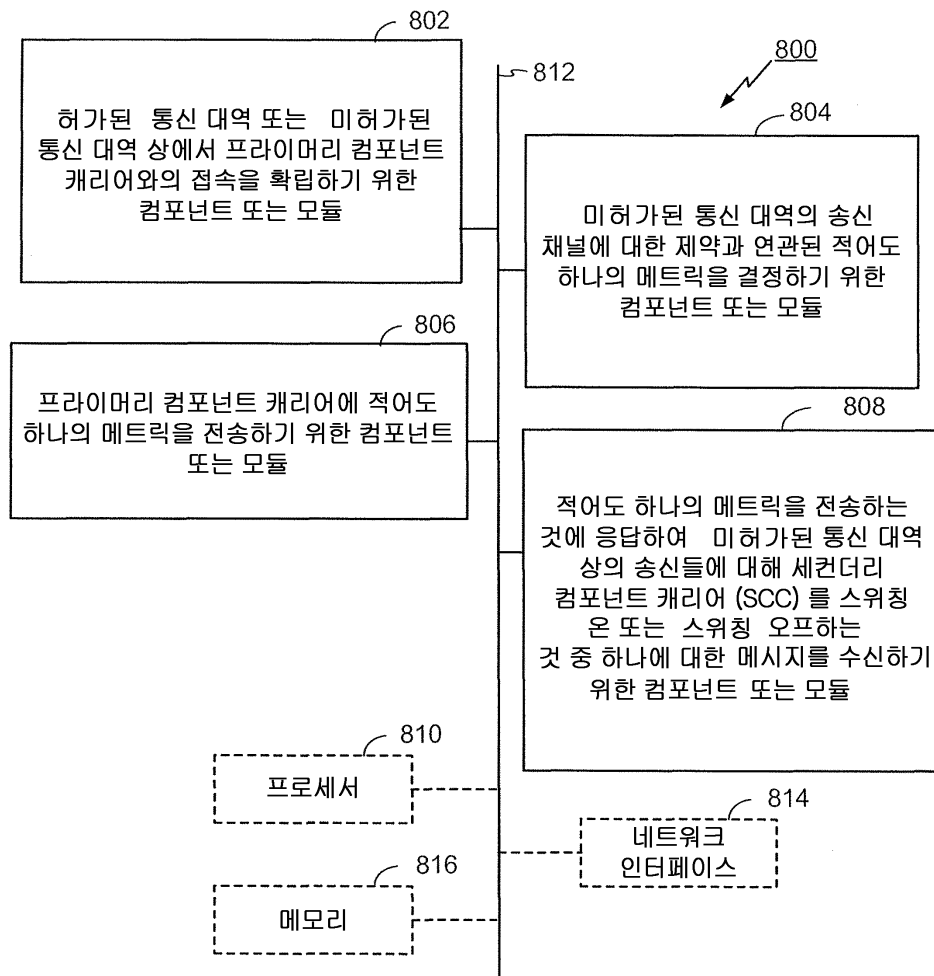 802
허가된 통신 대역 또는 미허가된
통신 대역 상에서 프라이머리 컴포넌트
캐리어와의 접속을 확립하기 위한
컴포넌트 또는 모듈
812
800
804
미허가된 통신 대역의 송신
채널에 대한 제약과 연관된 적어도
하나의 메트릭을 결정하기 위한
컴포넌트 또는 모듈
806
프라이머리 컴포넌트 캐리어에 적어도
하나의 메트릭을 전송하기 위한 컴포넌트
또는 모듈
808
적어도 하나의 메트릭을 전송하는
것에 응답하여 미허가된 통신 대역
상의 송신들에 대해 세컨더리
컴포넌트 캐리어 (SCC) 를 스위칭
온 또는 스위칭 오프하는
것 중 하나에 대한 메시지를 수신하기
위한 컴포넌트 또는 모듈
810
프로세서
814
네트워크
인터페이스
816
메모리